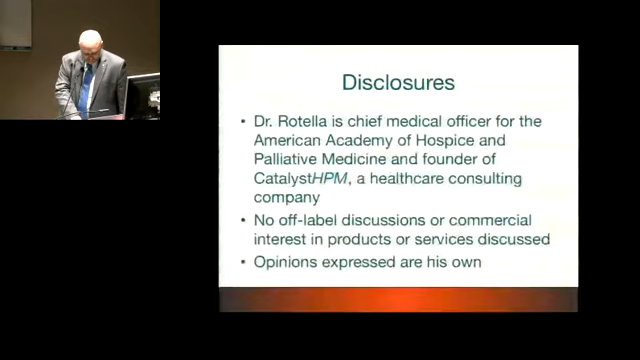 Disclosures
• Dr. Rotella is chief medical officer for the
American Academy of Hospice and
Palliative Medicine and founder of
CatalystHPM, a healthcare consulting
company
• No off-label discussions or commercial
interest in products or services discussed
• Opinions expressed are his own